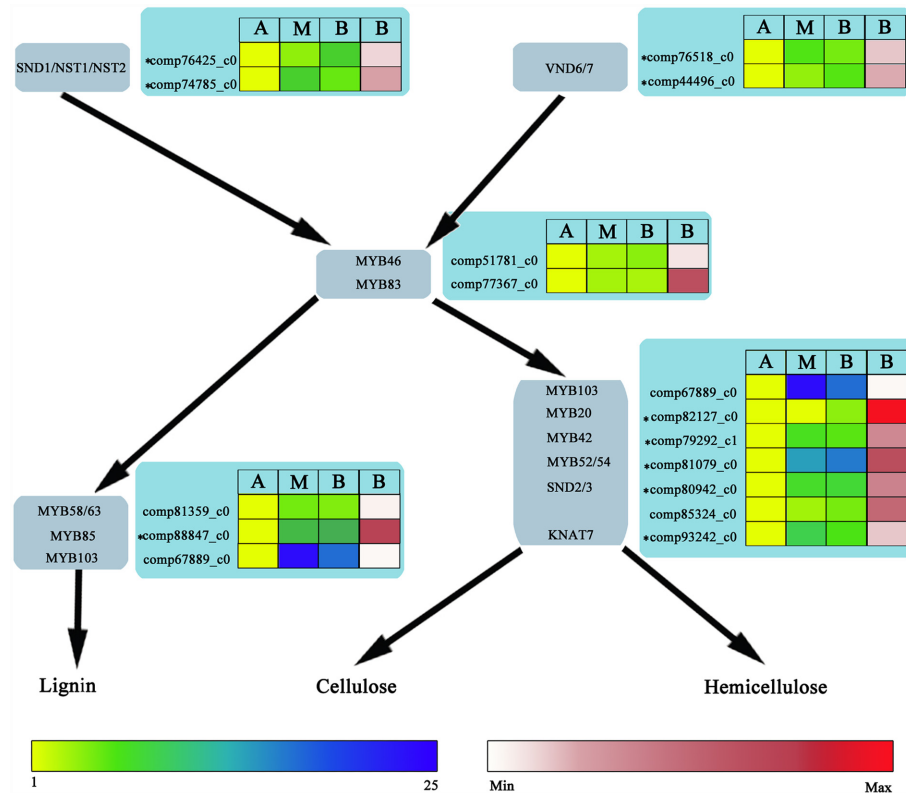 A M B B
SND1/NST1/NST2
*comp76425_c0
*comp74785_c0
A M B B
VND6/7
*comp76518_c0
*comp44496_c0
A M B B
MYB46
MYB83
comp51781_c0
comp77367_c0
A M B B
MYB103
MYB20
MYB42
MYB52/54
SND2/3
KNAT7
comp67889_c0
*comp82127_c0
*comp79292_c1
*comp81079_c0
*comp80942_c0
comp85324_c0
*comp93242_c0
A M B B
MYB58/63
MYB85
MYB103
comp81359_c0
*comp88847_c0
comp67889_c0
Lignin
Cellulose
Hemicellulose
1 25
Min Max